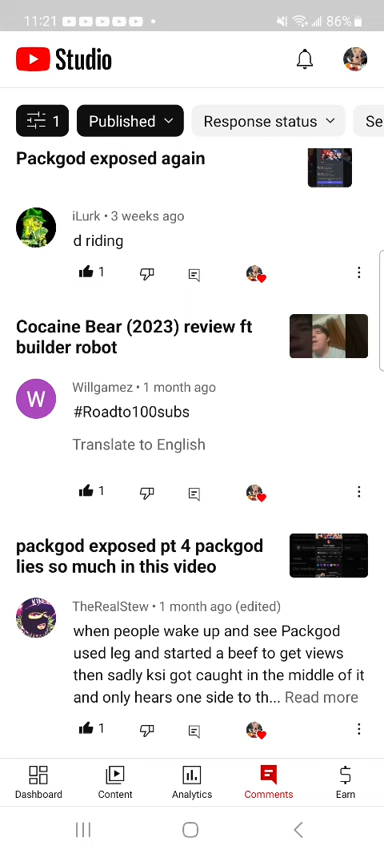 11:21
86%
Studio
1
Published
Response status
Se
Packgod exposed again
iLurk • 3 weeks ago
d riding
1
Cocaine Bear (2023) review ft
builder robot
W
Willgamez • 1 month ago
#Roadto100subs
Translate to English
1
packgod exposed pt 4 packgod
lies so much in this video
TheRealStew • 1 month ago (edited)
when people wake up and see Packgod
used leg and started a beef to get views
then sadly ksi got caught in the middle of it
and only hears one side to th... Read more
1
Dashboard
Content
Analytics
Comments
Earn